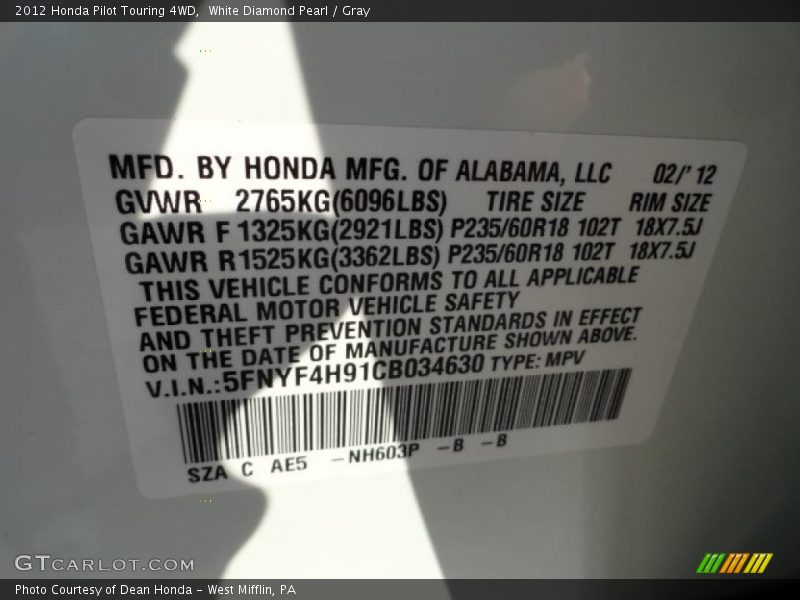 2012 Honda Pilot Touring 4WD,  White Diamond Pearl / Gray
MFD. BY HONDA MFG. OF ALABAMA, LLC 02/'12
GVWR 2765KG(6096LBS) TIRE SIZE RIM SIZE
GAWR F 1325KG(2921LBS) P235/60R18 102T 18X7.5J
GAWR R 1525KG(3362LBS) P235/60R18 102T 18X7.5J
THIS VEHICLE CONFORMS TO ALL APPLICABLE
FEDERAL MOTOR VEHICLE SAFETY
AND THEFT PREVENTION STANDARDS IN EFFECT
ON THE DATE OF MANUFACTURE SHOWN ABOVE.
V.I.N.:5FNYF4H91CB034630 TYPE: MPV
SZA C AE5 -NH603P -B -B
GTCARLOT.COM
Photo Courtesy of Dean Honda - West Mifflin, PA